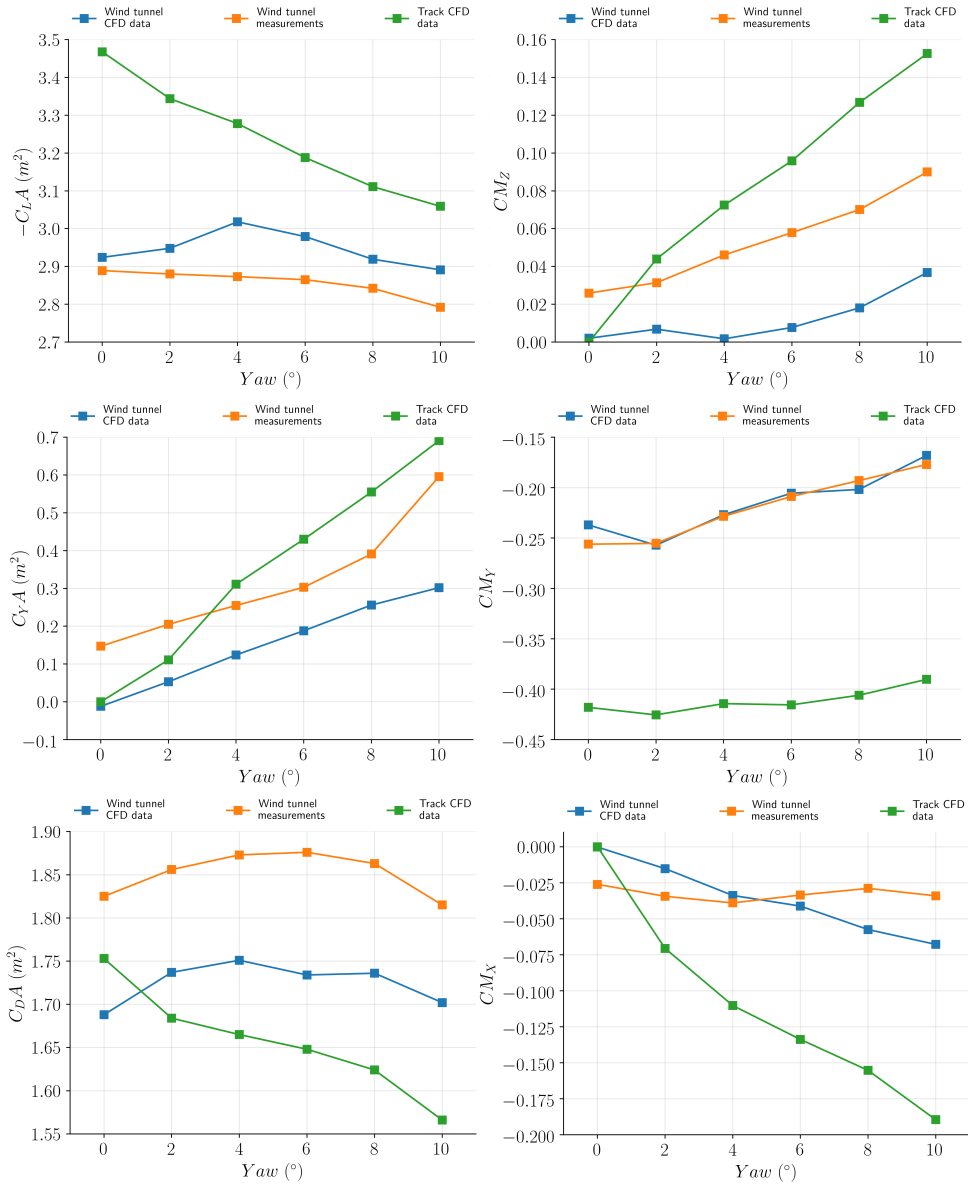 Wind tunnel CFD data
Wind tunnel measurements
Track CFD data
3.5
3.4
3.3
3.2
3.1
3.0
2.9
2.8
2.7
−C_L A (m²)
0 2 4 6 8 10
Yaw (°)
Wind tunnel CFD data
Wind tunnel measurements
Track CFD data
0.16
0.14
0.12
0.10
0.08
0.06
0.04
0.02
0.00
CM_Z
0 2 4 6 8 10
Yaw (°)
Wind tunnel CFD data
Wind tunnel measurements
Track CFD data
0.7
0.6
0.5
0.4
0.3
0.2
0.1
0.0
−0.1
C_Y A (m²)
0 2 4 6 8 10
Yaw (°)
Wind tunnel CFD data
Wind tunnel measurements
Track CFD data
−0.15
−0.20
−0.25
−0.30
−0.35
−0.40
−0.45
CM_Y
0 2 4 6 8 10
Yaw (°)
Wind tunnel CFD data
Wind tunnel measurements
Track CFD data
1.90
1.85
1.80
1.75
1.70
1.65
1.60
1.55
C_D A (m²)
0 2 4 6 8 10
Yaw (°)
Wind tunnel CFD data
Wind tunnel measurements
Track CFD data
0.000
−0.025
−0.050
−0.075
−0.100
−0.125
−0.150
−0.175
−0.200
CM_X
0 2 4 6 8 10
Yaw (°)